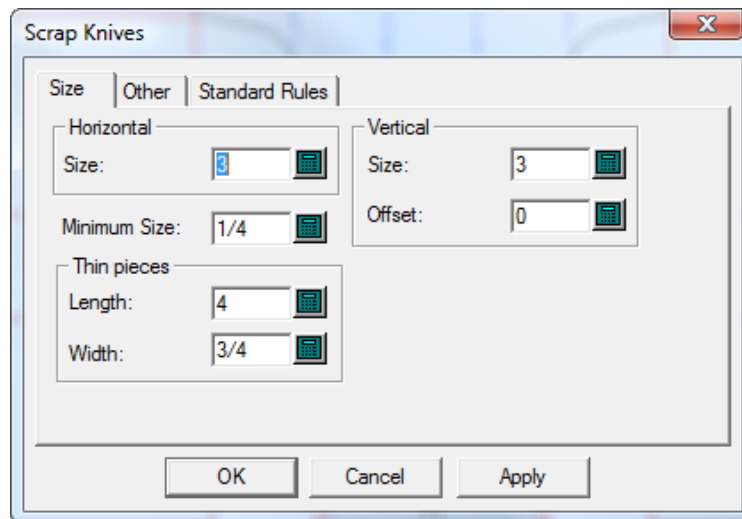 Scrap Knives
Size Other Standard Rules
Horizontal
Size: 3
Minimum Size: 1/4
Thin pieces
Length: 4
Width: 3/4
Vertical
Size: 3
Offset: 0
OK Cancel Apply